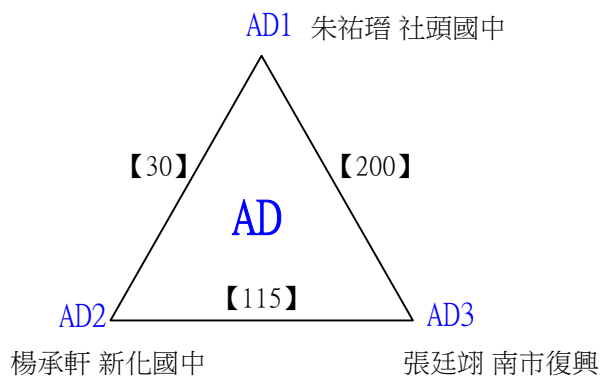 AD1 朱祐瑨 社頭國中
【30】 【200】
AD
【115】
AD2 AD3
楊承軒 新化國中 張廷翊 南市復興